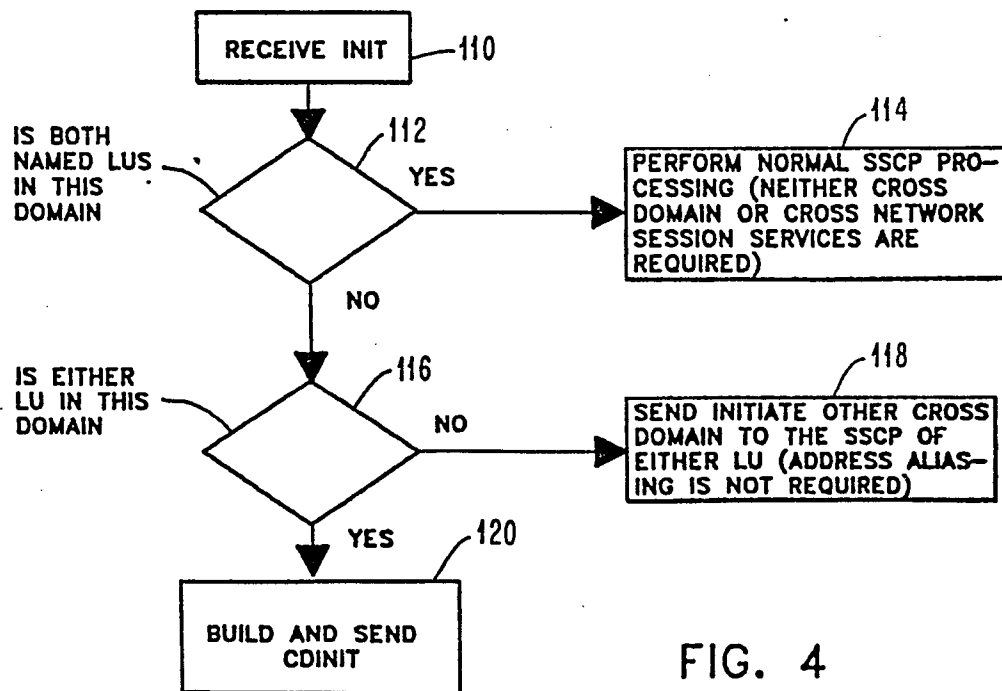 RECEIVE INIT
110
IS BOTH
NAMED LUS
IN THIS
DOMAIN
112
YES
114
PERFORM NORMAL SSCP PRO-
CESSING (NEITHER CROSS
DOMAIN OR CROSS NETWORK
SESSION SERVICES ARE
REQUIRED)
NO
IS EITHER
LU IN THIS
DOMAIN
116
NO
118
SEND INITIATE OTHER CROSS
DOMAIN TO THE SSCP OF
EITHER LU (ADDRESS ALIAS-
ING IS NOT REQUIRED)
YES
120
BUILD AND SEND
CDINIT
FIG. 4